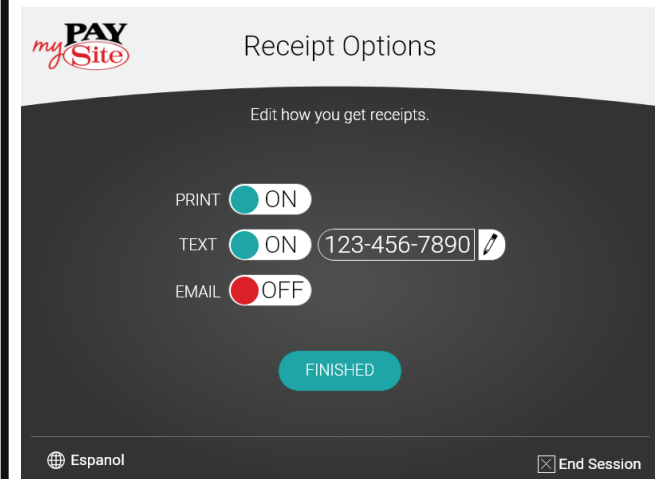 my PAY Site
Receipt Options
Edit how you get receipts.
PRINT ON
TEXT ON 123-456-7890
EMAIL OFF
FINISHED
Espanol End Session